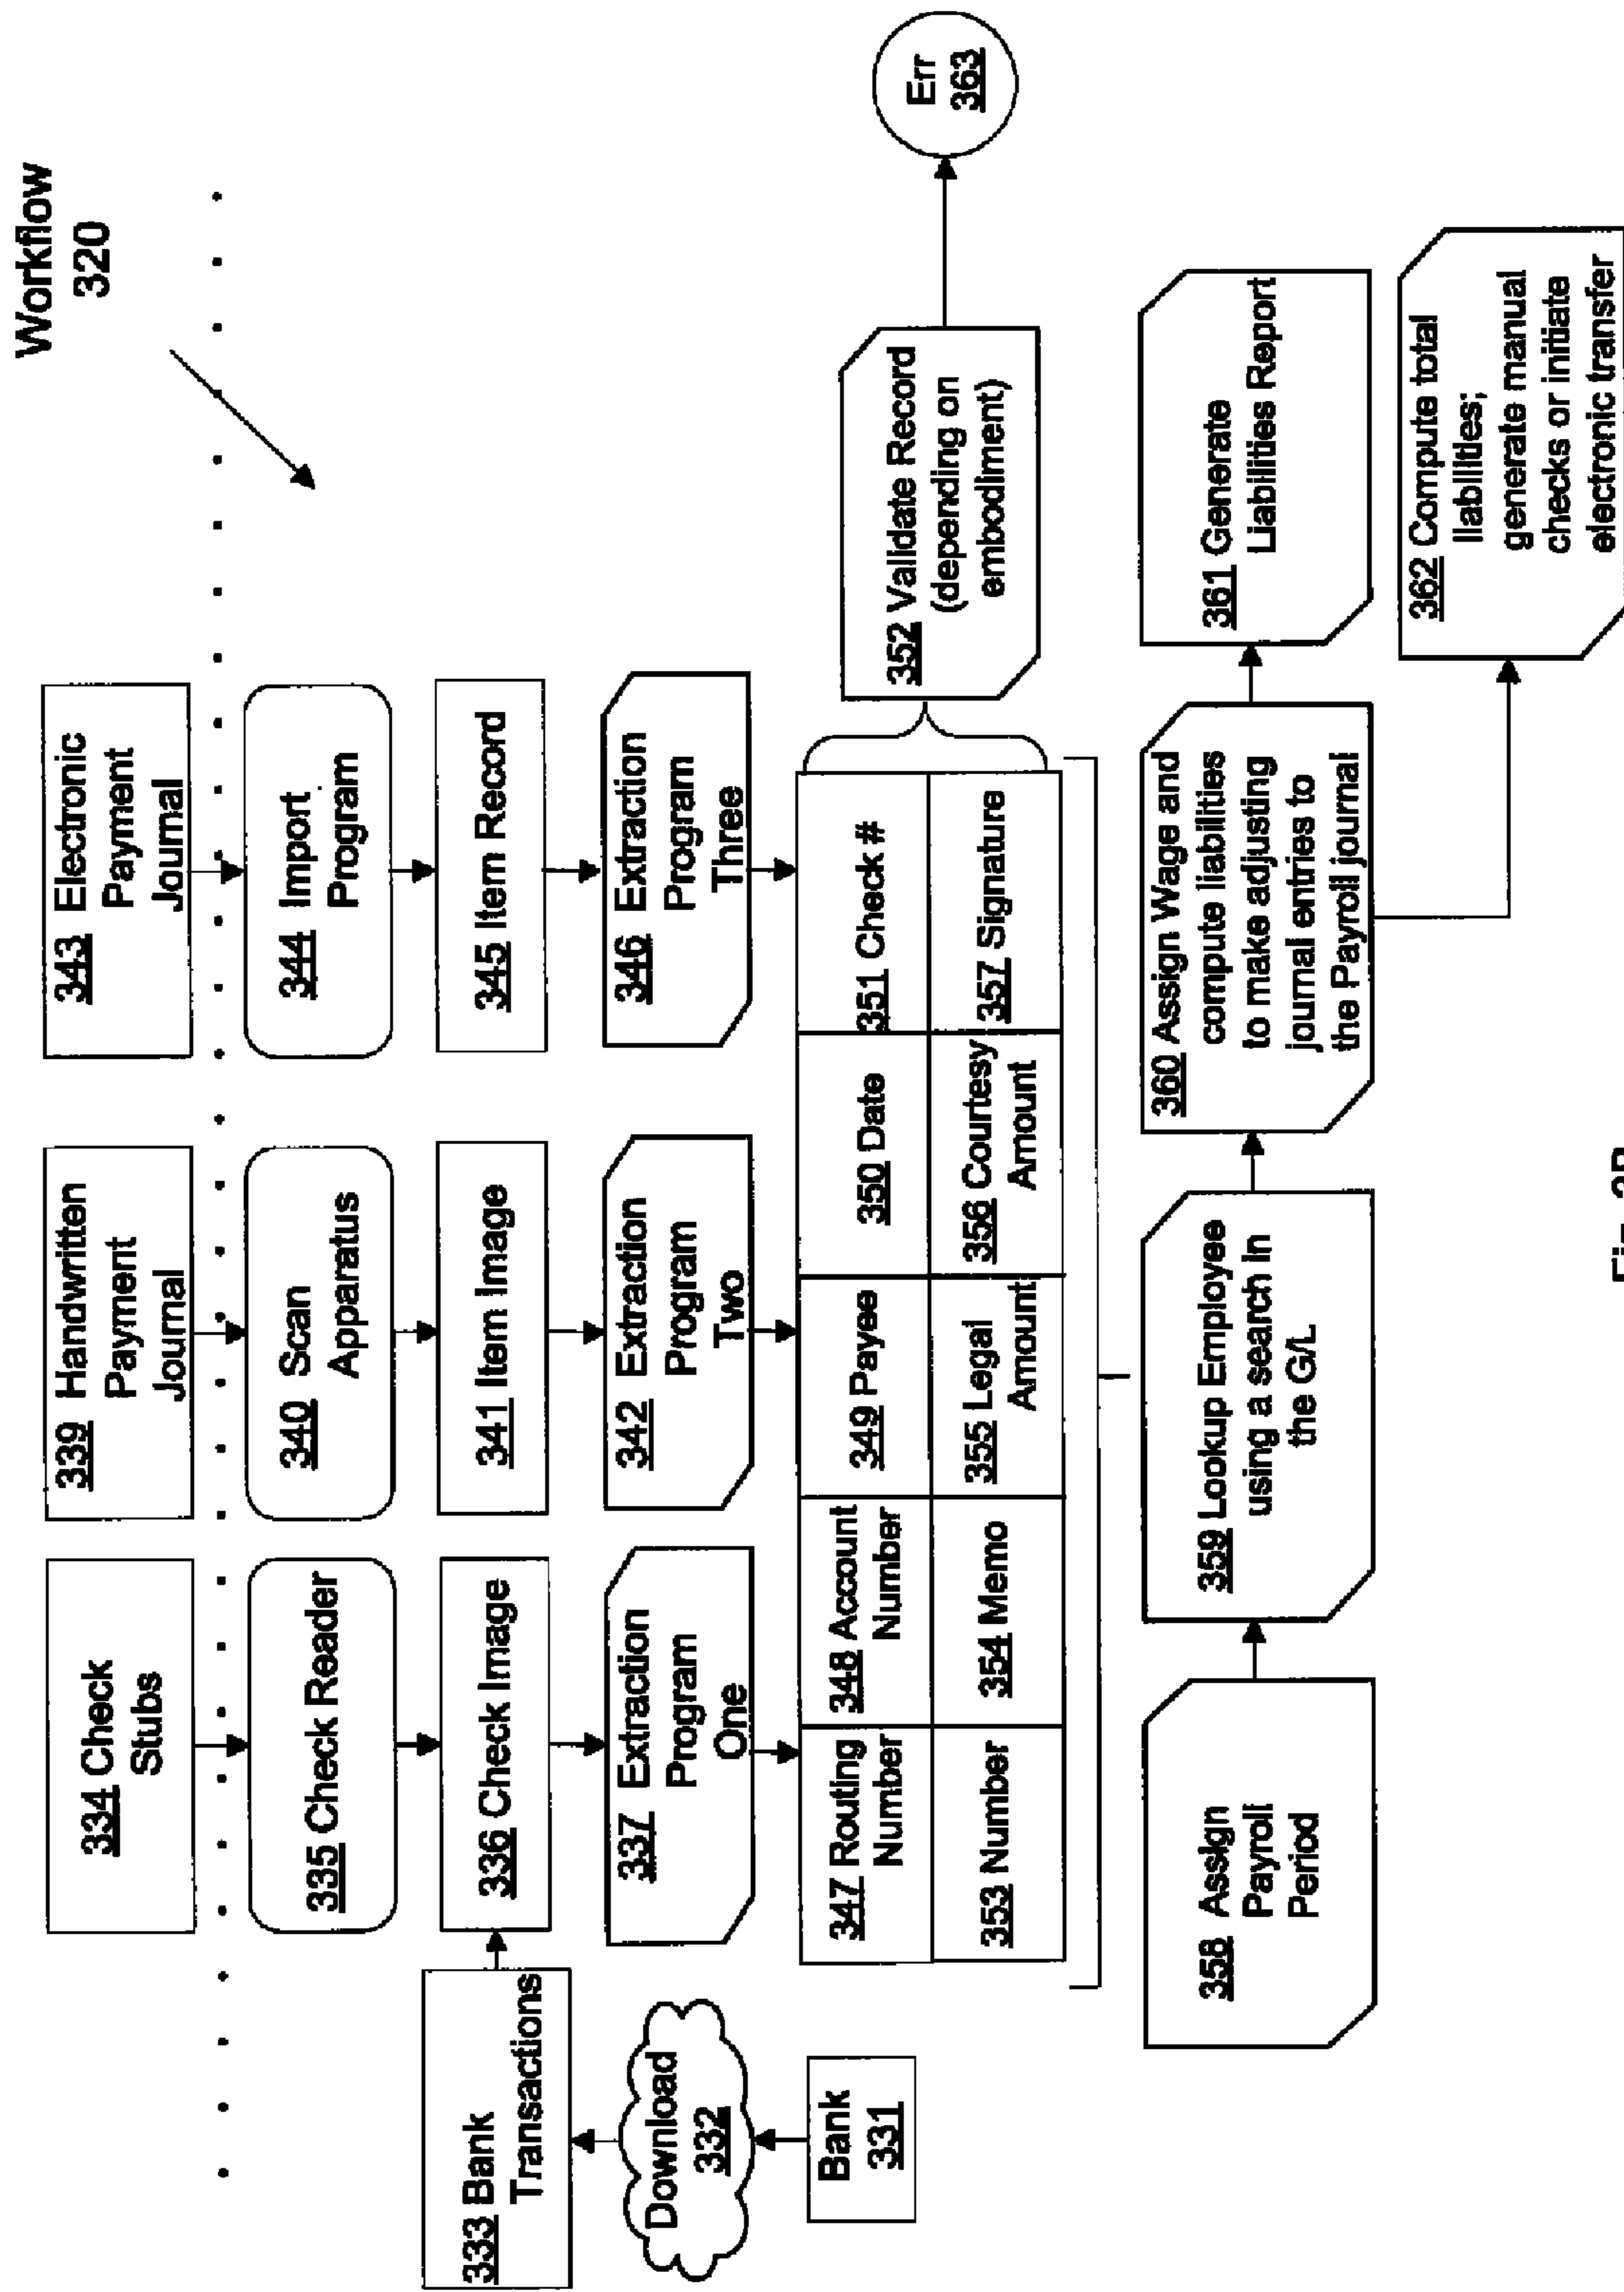 Workflow
320
334 Check
Stubs
339 Handwritten
Payment
Journal
343 Electronic
Payment
Journal
335 Check Reader
340 Scan
Apparatus
344 Import
Program
333 Bank
Transactions
336 Check Image
341 Item Image
345 Item Record
Download
332
337 Extraction
Program
One
342 Extraction
Program
Two
346 Extraction
Program
Three
Bank
331
347 Routing
Number
348 Account
Number
349 Payee
350 Date
351 Check #
353 Number
354 Memo
355 Legal
Amount
356 Courtesy
Amount
357 Signature
352 Validate Record
(depending on
embodiment)
Err
363
358 Assign
Payroll
Period
359 Lookup Employee
using a search in
the G/L
360 Assign Wage and
compute liabilities
to make adjusting
journal entries to
the Payroll journal
361 Generate
Liabilities Report
362 Compute total
liabilities;
generate manual
checks or initiate
electronic transfer